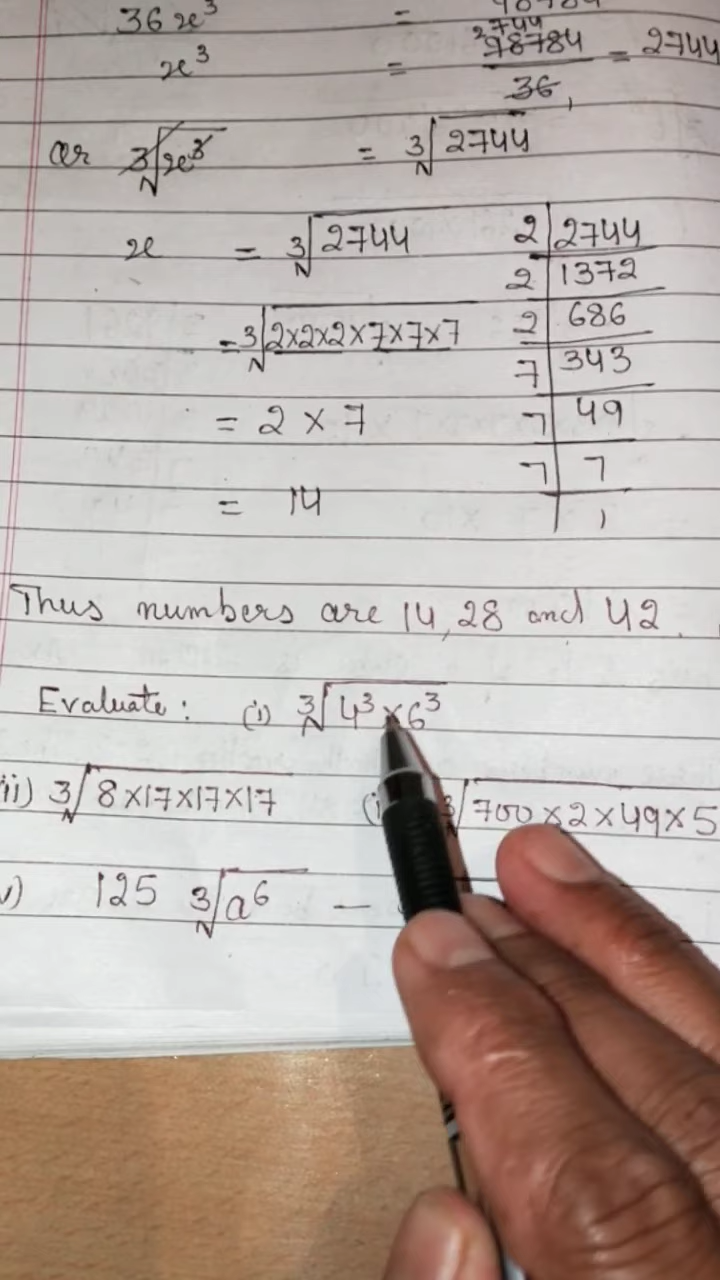 36x³ =
x³ = 98784/36 = 2744
2744
or ∛x³ = ∛2744
x = ∛2744 2 | 2744
2 | 1372
= ∛2×2×2×7×7×7 2 | 686
7 | 343
= 2 × 7 7 | 49
7 | 7
= 14 | 1
Thus numbers are 14, 28 and 42.
Evaluate: (i) ∛4³×6³
ii) ∛8×17×17×17 ∛700×2×49×5
v) 125 ∛a⁶ –